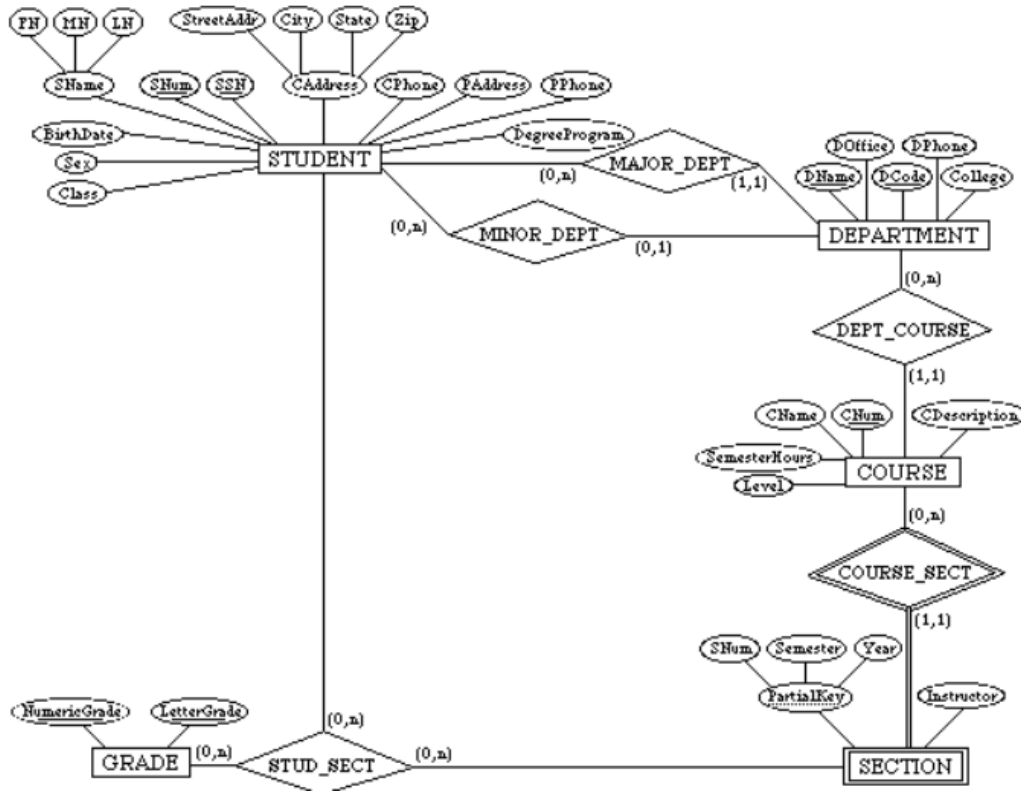 FN MN LN StreetAddr City State Zip
SName SNum SSN CAddress CPhone PAddress PPhone
BirthDate DegreeProgram
STUDENT
Sex
Class
(0,n) MAJOR_DEPT (1,1)
DOffice DPhone
DName DCode College
(0,n) MINOR_DEPT (0,1) DEPARTMENT
(0,n)
DEPT_COURSE
(1,1)
CName CNum CDescription
SemesterHours
COURSE
Level
(0,n)
COURSE_SECT
(1,1)
SNum Semester Year
PartialKey Instructor
NumericGrade LetterGrade
(0,n)
GRADE (0,n) STUD_SECT (0,n) SECTION